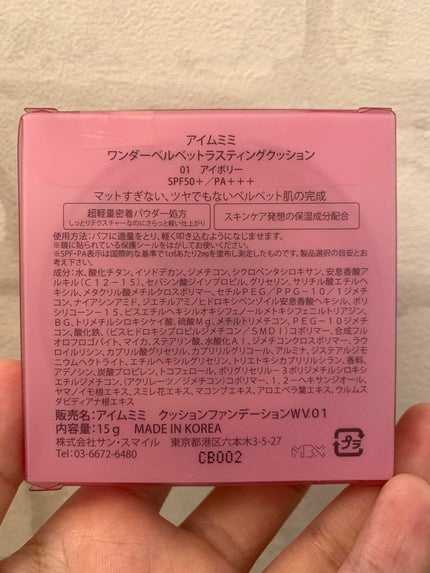 アイムミミ
ワンダーベルベットラスティングクッション
01 アイボリー
SPF50+/PA+++
マットすぎない、ツヤでもないベルベット肌の完成
超軽量密着パウダー処方
しっとりテクスチャーなのにさらっと軽い仕上がり
スキンケア発想の保湿成分配合
使用方法：パフに適量をとり、軽く叩き込むようになじませます。
※鏡に貼られている保護シールをはがしてお使いください。
※SPF・PA表示は国際的な基準で1㎠あたり2㎎を塗布し測定したものです。製品選択の目安とお
考え下さい。
成分：水、酸化チタン、イソドデカン、ジメチコン、シクロペンタシロキサン、安息香酸ア
ルキル（C12-15）、セバシン酸ジイソプロピル、グリセリン、サリチル酸エチルヘ
キシル、メタクリル酸メチルクロスポリマー、セチルPEG/PPG-10/1ジメチコ
ン、ナイアシンアミド、ジエチルアミノヒドロキシベンゾイル安息香酸ヘキシル、ポリ
シリコーン-15、ビスエチルヘキシルオキシフェノールメトキシフェニルトリアジン、
BG、トリメチルシロキシケイ酸、硫酸Mg、メチルトリメチコン、PEG-10ジメチコ
ン、酸化鉄、（ビスヒドロキシプロピルジメチコン/SMDI）コポリマー、合成フル
オロフロゴパイト、マイカ、ステアリン酸、水酸化Al、ジメチコンクロスポリマー、ラウ
ロイルリシン、カプリル酸グリセリル、カプリリルグリコール、アルミナ、ジステアルジモ
ニウムヘクトライト、エチルヘキシルグリセリン、トリエトキシカプリリルシラン、香料、
アデノシン、炭酸プロピレン、トコフェロール、ポリグリセリル-3ポリジメチルシロキシ
エチルジメチコン、（アクリレーツ/ジメチコン）コポリマー、1,2-ヘキサンジオール、
ヤマノイモ根エキス、スミレ花エキス、マコンブエキス、アロエベラ葉エキス、ウルムス
ダビディアナ根エキス
販売名：アイムミミ クッションファンデーションWV01
内容量：15g MADE IN KOREA
株式会社サン・スマイル 東京都港区六本木3-5-27
Tel：03-6672-6480
CB002
プラ